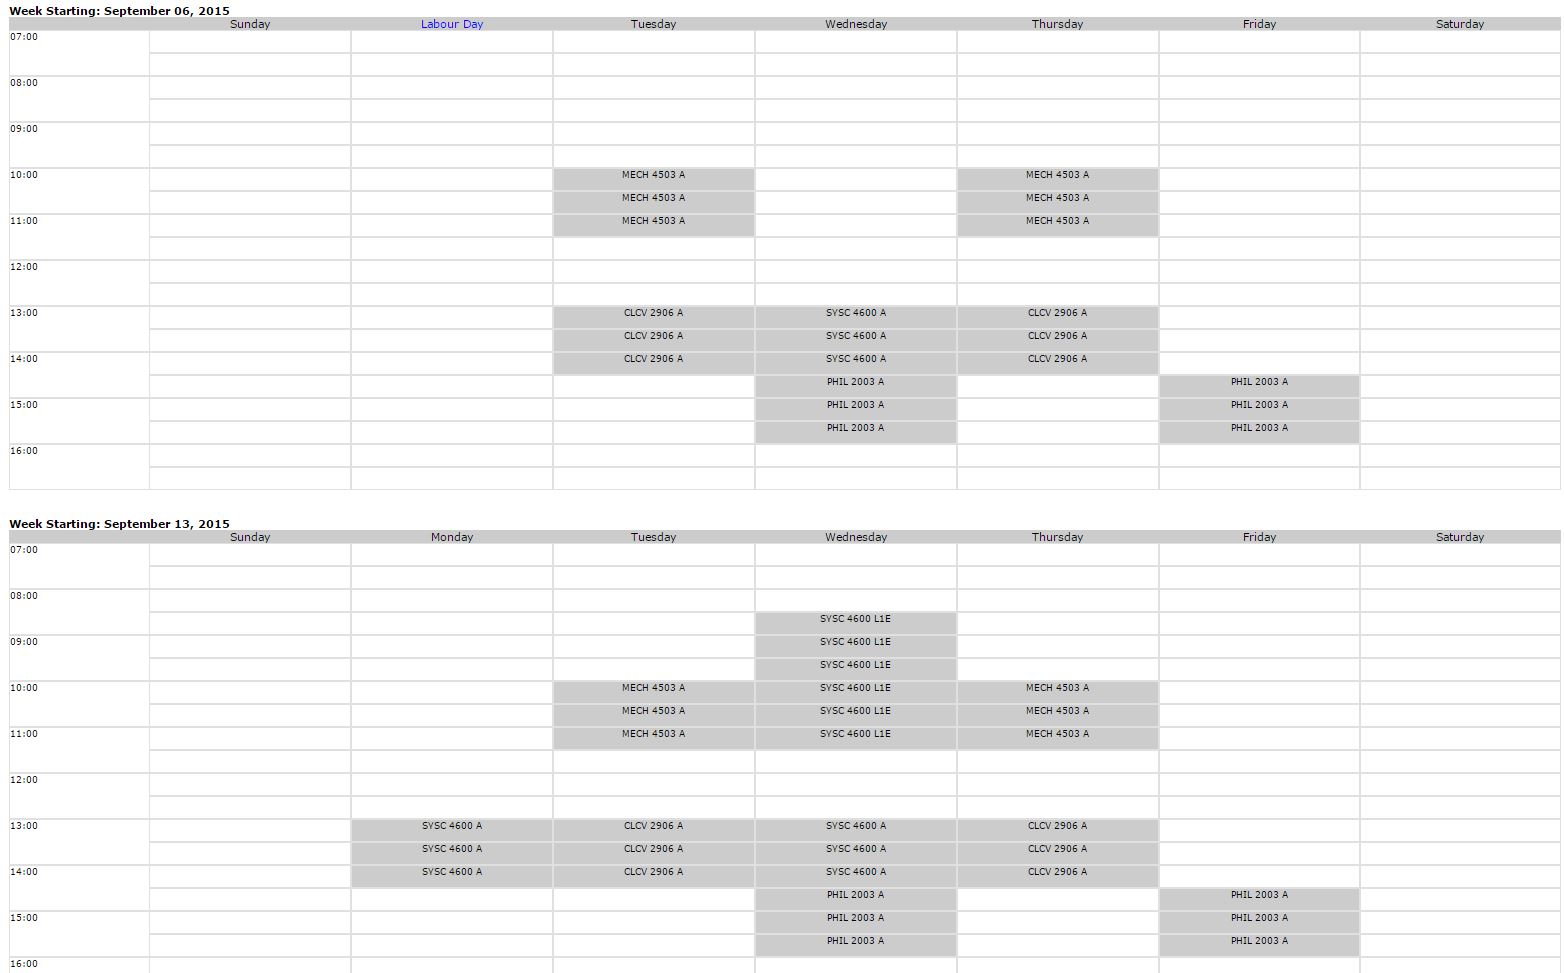 Week Starting: September 06, 2015
Sunday Labour Day Tuesday Wednesday Thursday Friday Saturday
07:00
08:00
09:00
10:00 MECH 4503 A MECH 4503 A
MECH 4503 A MECH 4503 A
11:00 MECH 4503 A MECH 4503 A
12:00
13:00 CLCV 2906 A SYSC 4600 A CLCV 2906 A
CLCV 2906 A SYSC 4600 A CLCV 2906 A
14:00 CLCV 2906 A SYSC 4600 A CLCV 2906 A
PHIL 2003 A PHIL 2003 A
15:00 PHIL 2003 A PHIL 2003 A
PHIL 2003 A PHIL 2003 A
16:00
Week Starting: September 13, 2015
Sunday Monday Tuesday Wednesday Thursday Friday Saturday
07:00
08:00
SYSC 4600 L1E
09:00 SYSC 4600 L1E
SYSC 4600 L1E
10:00 MECH 4503 A SYSC 4600 L1E MECH 4503 A
MECH 4503 A SYSC 4600 L1E MECH 4503 A
11:00 MECH 4503 A SYSC 4600 L1E MECH 4503 A
12:00
13:00 SYSC 4600 A CLCV 2906 A SYSC 4600 A CLCV 2906 A
SYSC 4600 A CLCV 2906 A SYSC 4600 A CLCV 2906 A
14:00 SYSC 4600 A CLCV 2906 A SYSC 4600 A CLCV 2906 A
PHIL 2003 A PHIL 2003 A
15:00 PHIL 2003 A PHIL 2003 A
PHIL 2003 A PHIL 2003 A
16:00